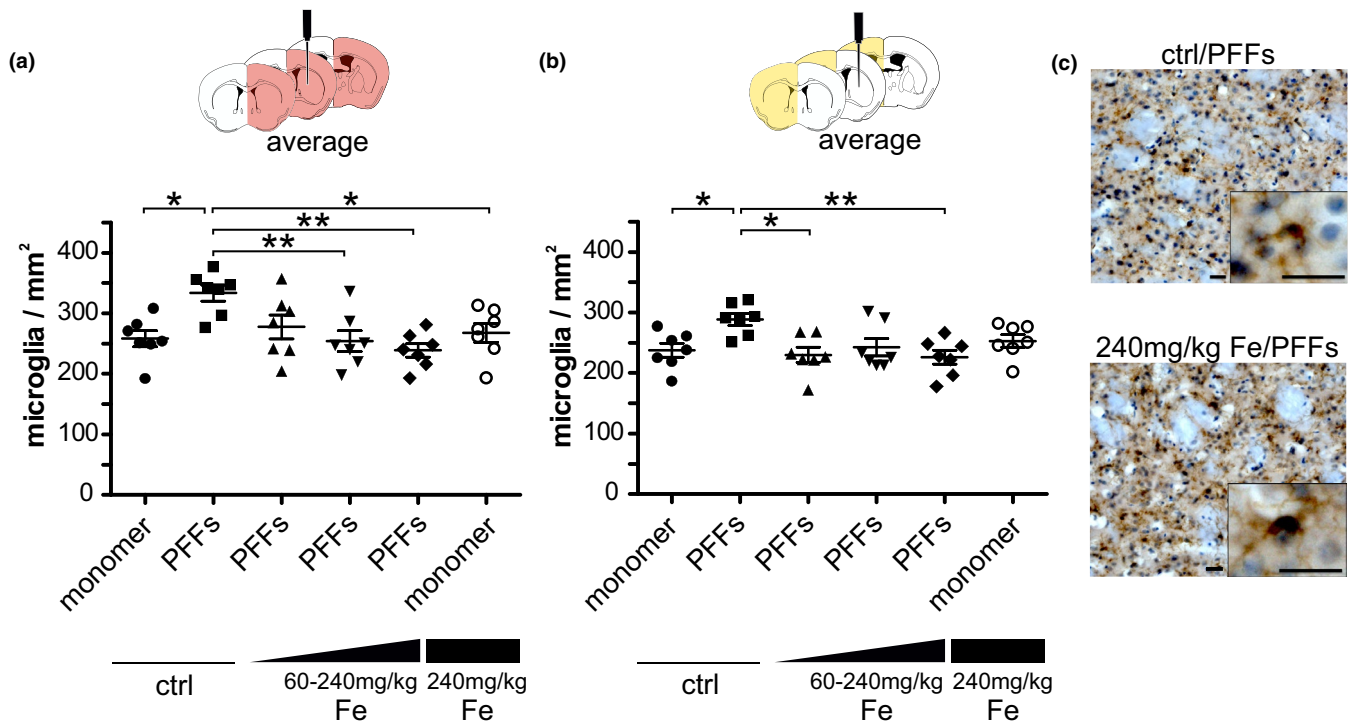 (a)
average
* *
**
**
microglia / mm²
400
300
200
100
0
monomer
PFFs
PFFs
PFFs
PFFs
monomer
ctrl
60-240mg/kg
Fe
240mg/kg
Fe
(b)
average
* **
*
microglia / mm²
400
300
200
100
0
monomer
PFFs
PFFs
PFFs
PFFs
monomer
ctrl
60-240mg/kg
Fe
240mg/kg
Fe
(c)
ctrl/PFFs
240mg/kg Fe/PFFs